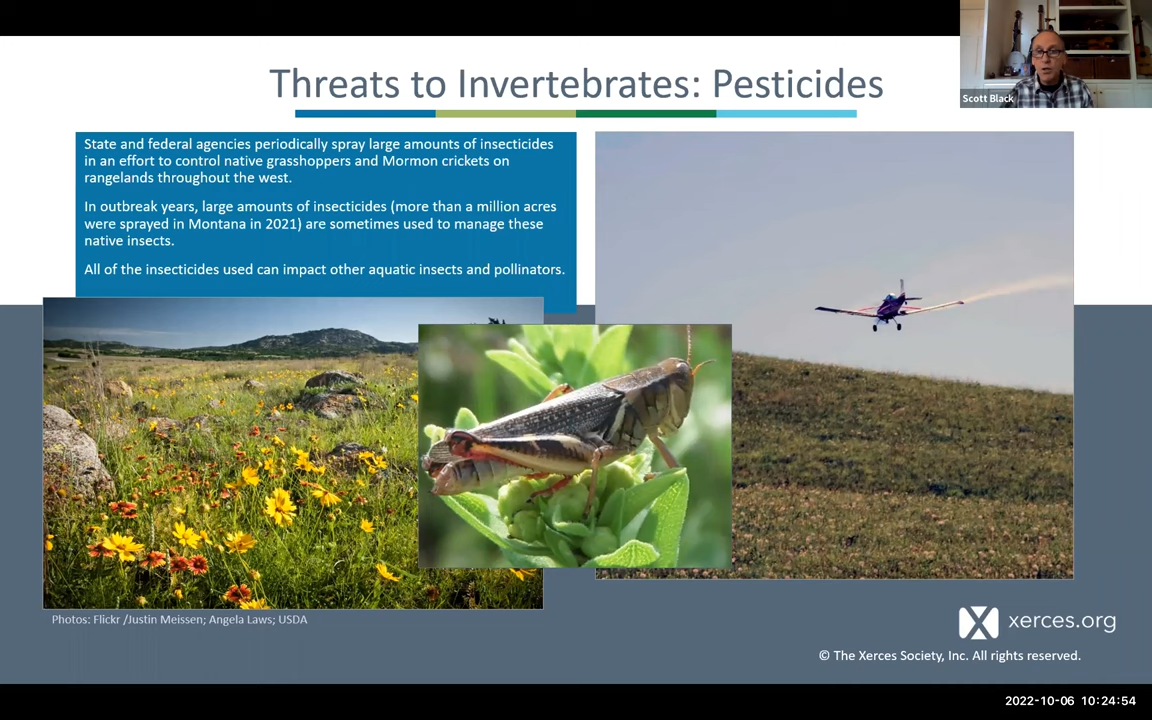 Threats to Invertebrates: Pesticides
Scott Black
State and federal agencies periodically spray large amounts of insecticides
in an effort to control native grasshoppers and Mormon crickets on
rangelands throughout the west.
In outbreak years, large amounts of insecticides (more than a million acres
were sprayed in Montana in 2021) are sometimes used to manage these
native insects.
All of the insecticides used can impact other aquatic insects and pollinators.
Photos: Flickr /Justin Meissen; Angela Laws; USDA
xerces.org
© The Xerces Society, Inc. All rights reserved.
2022-10-06 10:24:54